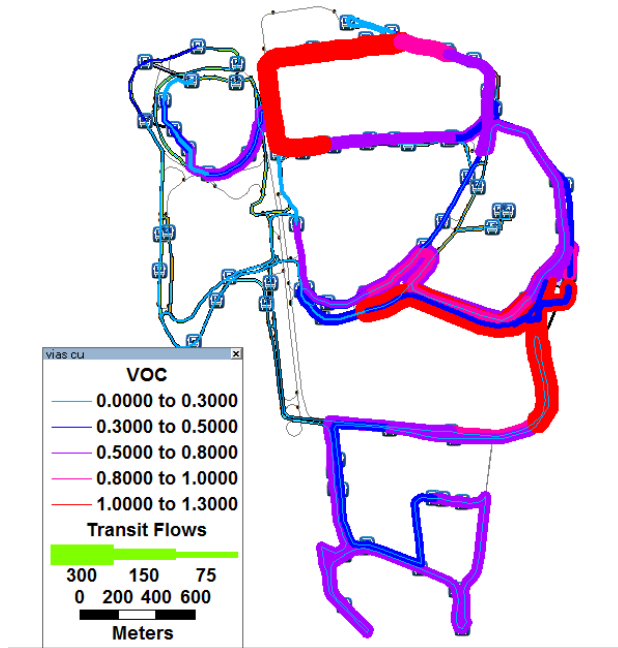 vias cu
VOC
0.0000 to 0.3000
0.3000 to 0.5000
0.5000 to 0.8000
0.8000 to 1.0000
1.0000 to 1.3000
Transit Flows
300 150 75
0 200 400 600
Meters